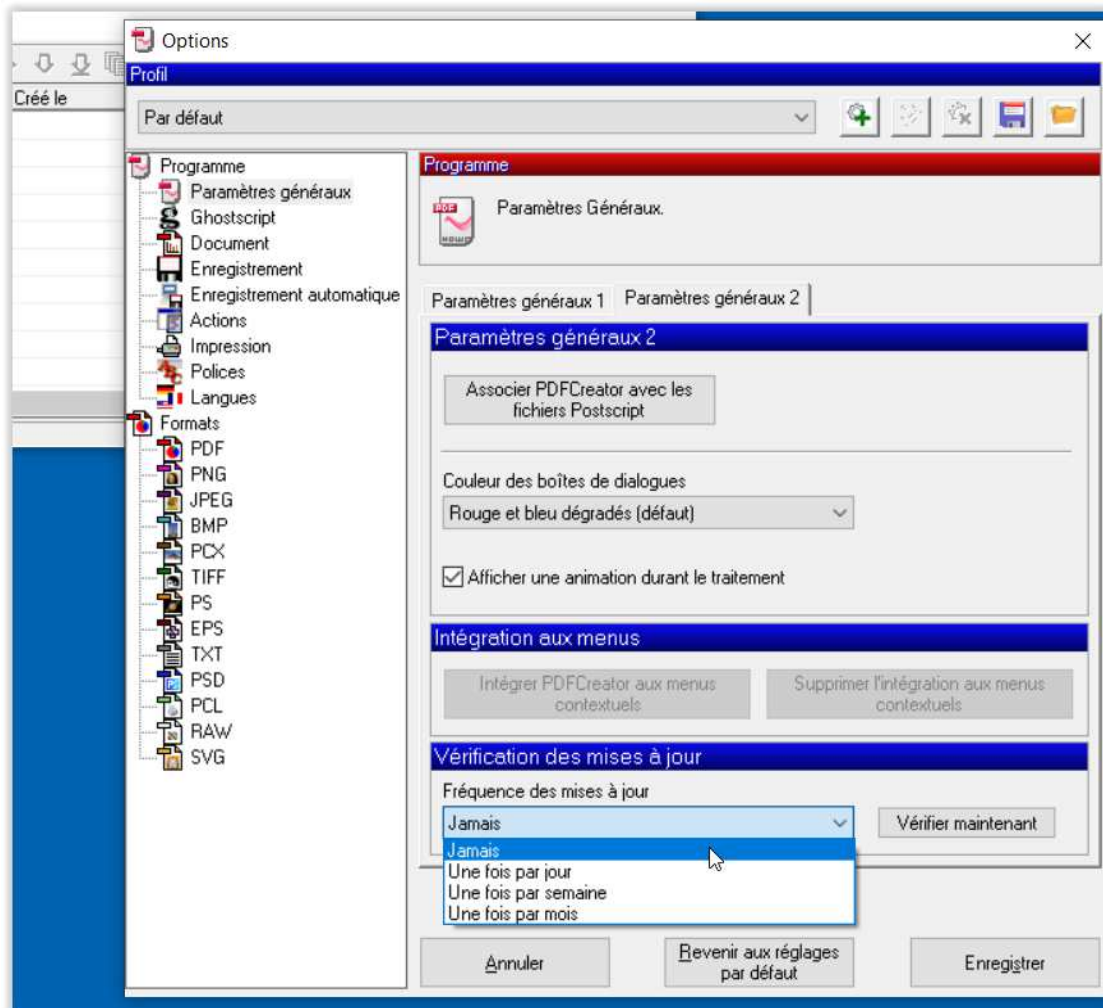 Options
Profil
Créé le
Par défaut
Programme
Paramètres généraux
Ghostscript
Document
Enregistrement
Enregistrement automatique
Actions
Impression
Polices
Langues
Formats
PDF
PNG
JPEG
BMP
PCX
TIFF
PS
EPS
TXT
PSD
PCL
RAW
SVG
Programme
PDF
Paramètres Généraux.
Paramètres généraux 1
Paramètres généraux 2
Paramètres généraux 2
Associer PDFCreator avec les
fichiers Postscript
Couleur des boîtes de dialogues
Rouge et bleu dégradés (défaut)
Afficher une animation durant le traitement
Intégration aux menus
Intégrer PDFCreator aux menus
contextuels
Supprimer l'intégration aux menus
contextuels
Vérification des mises à jour
Fréquence des mises à jour
Jamais
Vérifier maintenant
Jamais
Une fois par jour
Une fois par semaine
Une fois par mois
Annuler
Revenir aux réglages
par défaut
Enregistrer